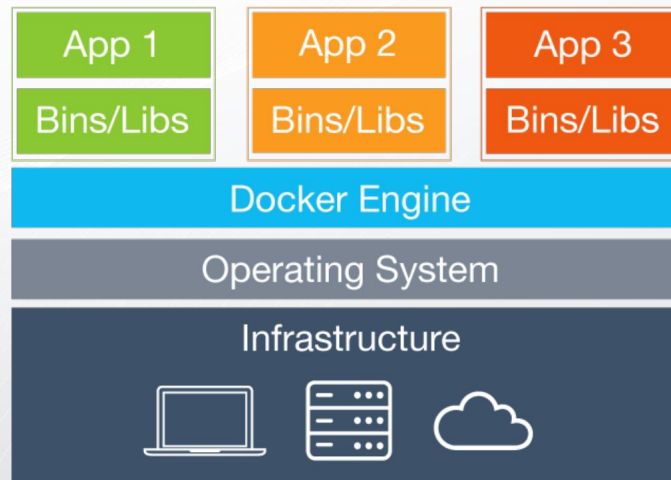 App 1
App 2
App 3
Bins/Libs
Bins/Libs
Bins/Libs
Docker Engine
Operating System
Infrastructure